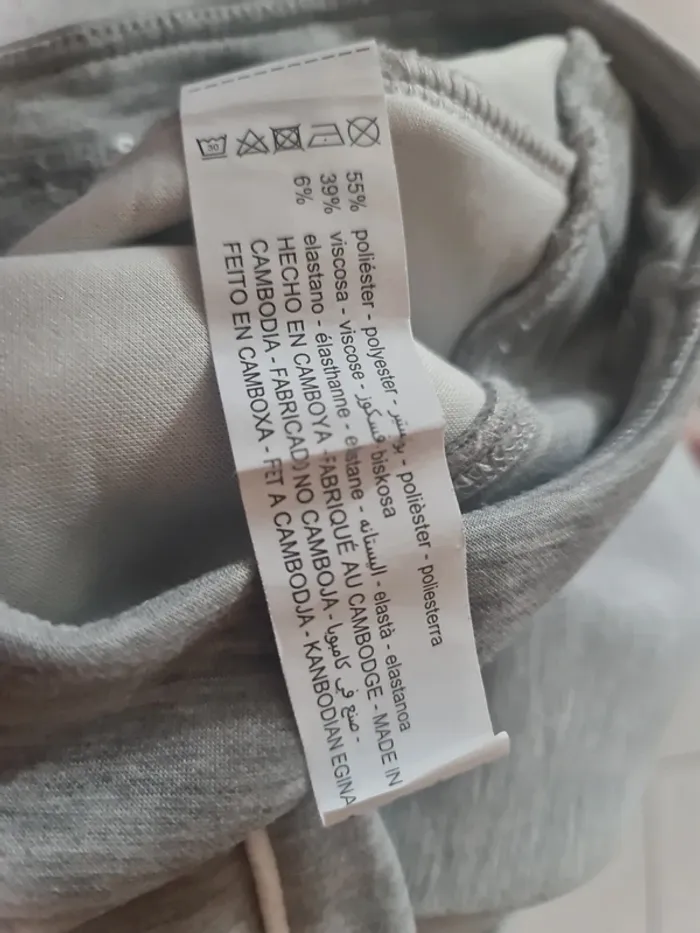 30
55% poliéster - polyester - بوليستر - polièster - poliesterra
39% viscosa - viscose - فسكوز - biskosa
6% elastano - élasthanne - elastane - اليستانه - elastà - elastanoa
HECHO EN CAMBOYA - FABRIQUÉ AU CAMBODGE - MADE IN
CAMBODIA - FABRICADO NO CAMBOJA - صنع في كامبوديا -
FEITO EN CAMBOXA - FET A CAMBODJA - KANBODIAN EGINA